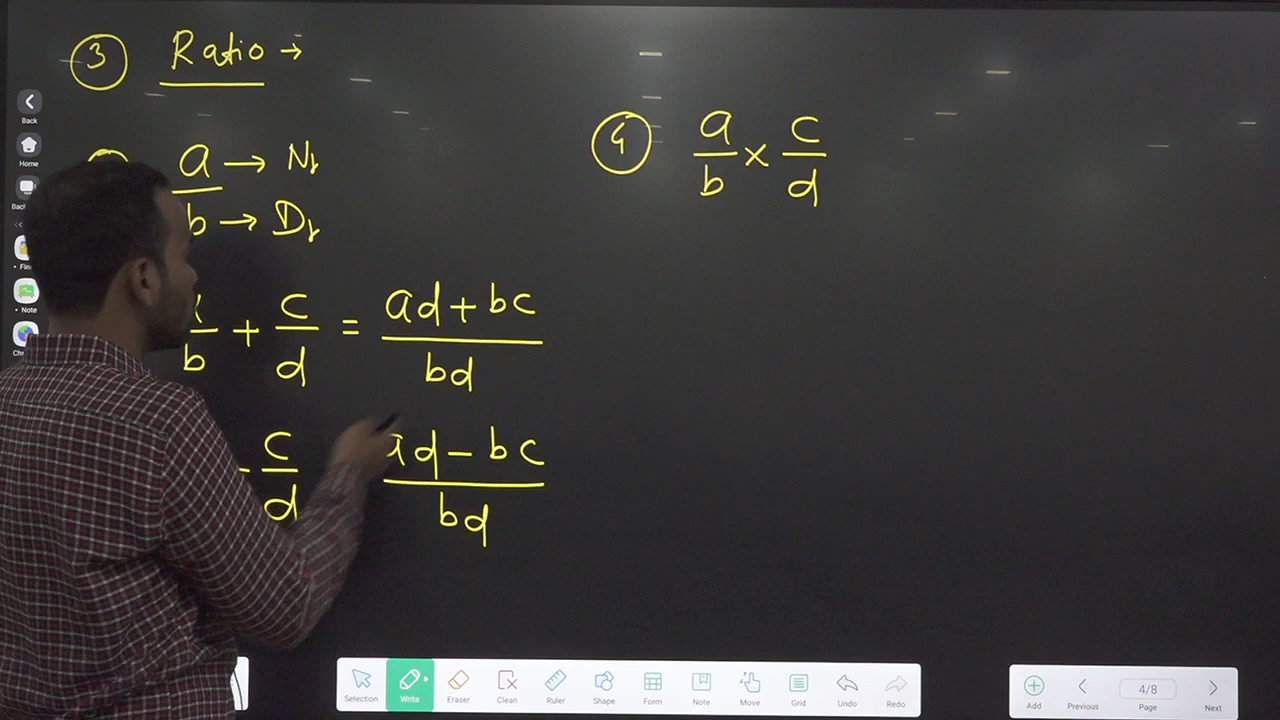 ③ Ratio →
a/b → Nr
Dr
/b + c/d = (ad + bc)/bd
- c/d (ad - bc)/bd
④ a/b × c/d
Back
Home
Note
Selection Write Eraser Clean Ruler Shape Form Note Move Grid Undo Redo
Add Previous 4/8 Page Next